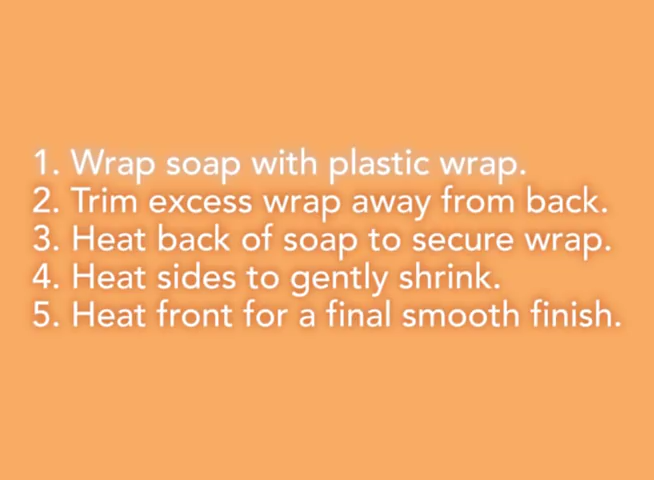 1. Wrap soap with plastic wrap.
2. Trim excess wrap away from back.
3. Heat back of soap to secure wrap.
4. Heat sides to gently shrink.
5. Heat front for a final smooth finish.